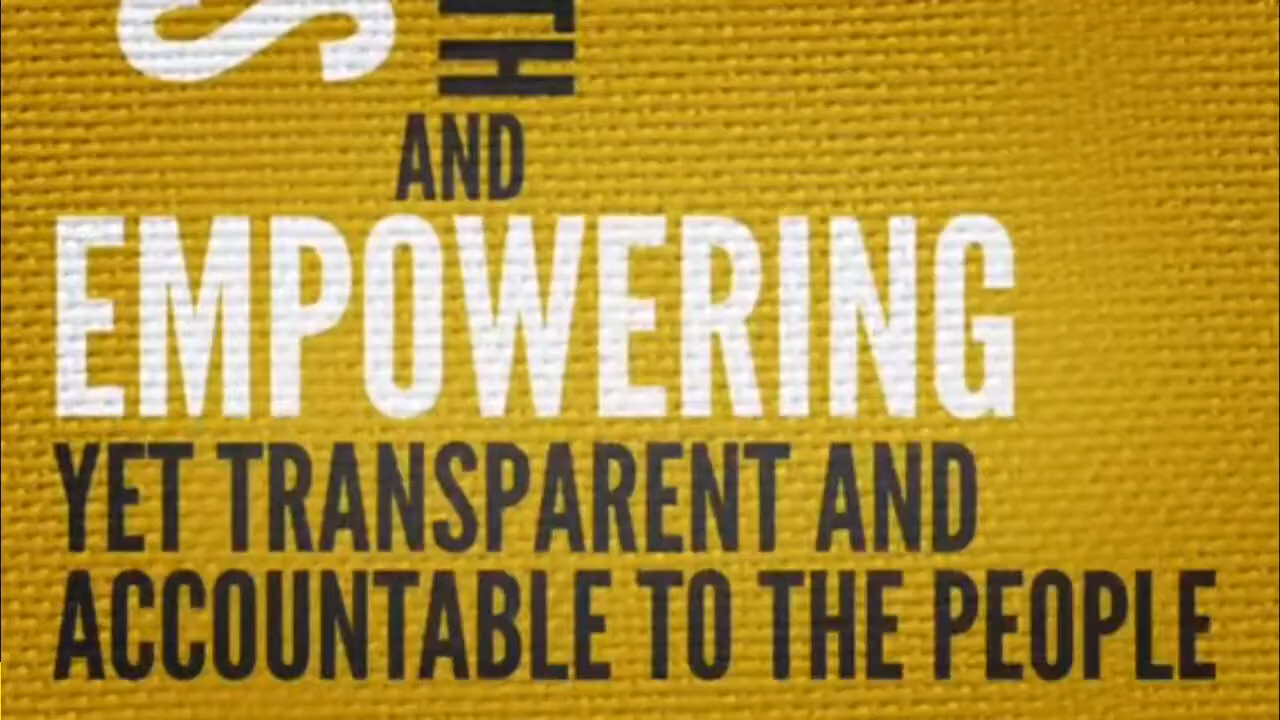 AND
EMPOWERING
YET TRANSPARENT AND
ACCOUNTABLE TO THE PEOPLE